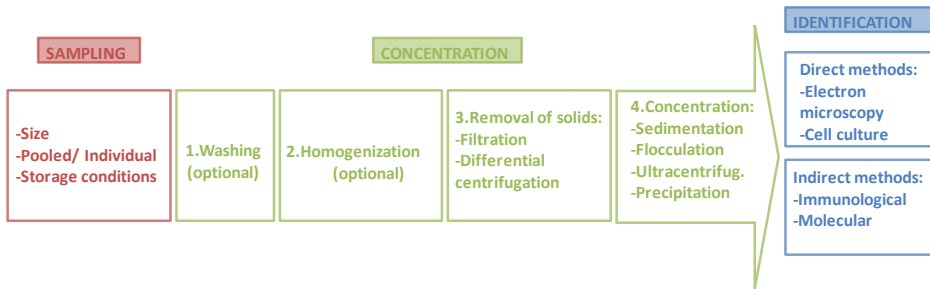 IDENTIFICATION
SAMPLING
CONCENTRATION
-Size
-Pooled/ Individual
-Storage conditions
1.Washing
(optional)
2.Homogenization
(optional)
3.Removal of solids:
-Filtration
-Differential
centrifugation
4.Concentration:
-Sedimentation
-Flocculation
-Ultracentrifug.
-Precipitation
Direct methods:
-Electron
microscopy
-Cell culture
Indirect methods:
-Immunological
-Molecular